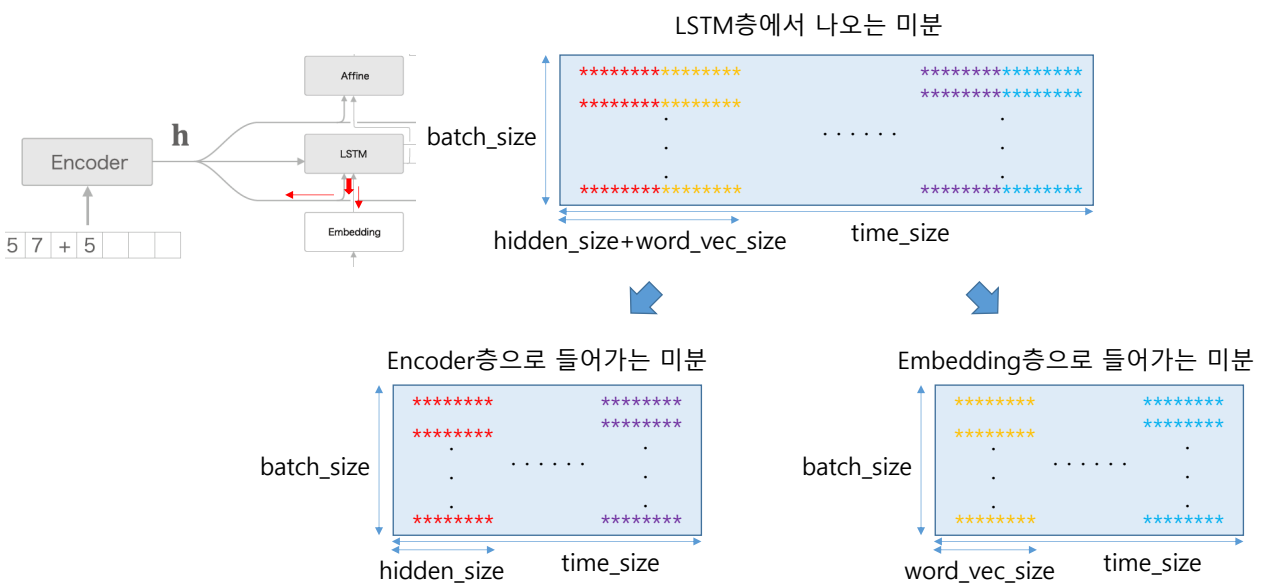 LSTM층에서 나오는 미분
Affine
h
Encoder
LSTM
Embedding
5 7 + 5
batch_size
****************
****************
****************
****************
. . . . . .
****************
****************
hidden_size+word_vec_size
time_size
Encoder층으로 들어가는 미분
batch_size
********
********
********
********
. . . . . .
********
********
hidden_size
time_size
Embedding층으로 들어가는 미분
batch_size
********
********
********
********
. . . . . .
********
********
word_vec_size
time_size